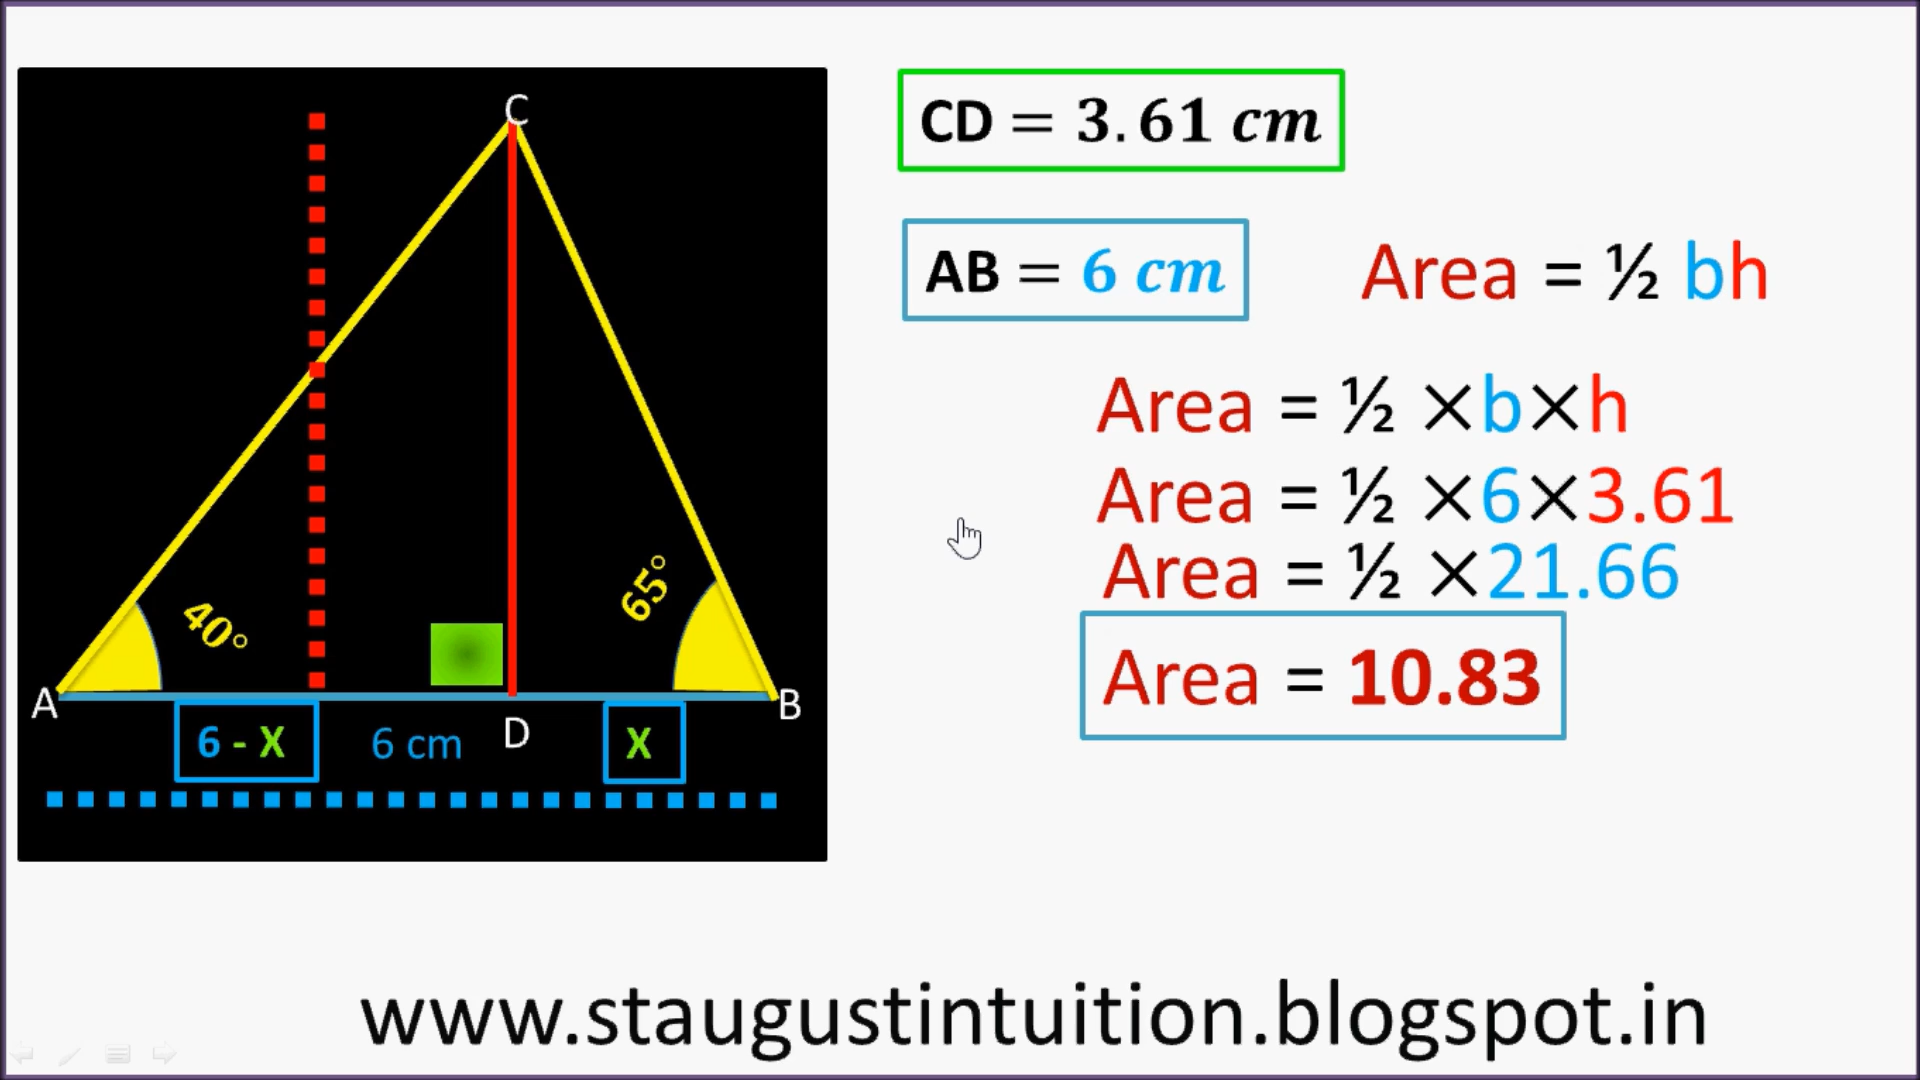 C
40°
65°
A
B
6 - X
6 cm
D
X
CD = 3.61 cm
AB = 6 cm
Area = ½ bh
Area = ½ ×b×h
Area = ½ ×6×3.61
Area = ½ ×21.66
Area = 10.83
www.staugustintuition.blogspot.in